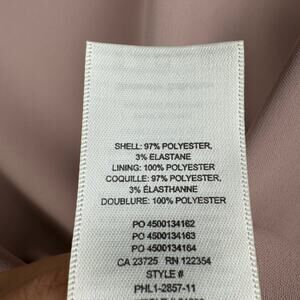 SHELL: 97% POLYESTER,
3% ELASTANE
LINING: 100% POLYESTER
COQUILLE: 97% POLYESTER,
3% ÉLASTHANNE
DOUBLURE: 100% POLYESTER
PO 4500134162
PO 4500134163
PO 4500134164
CA 23725 RN 122354
STYLE #
PHL1-2857-11